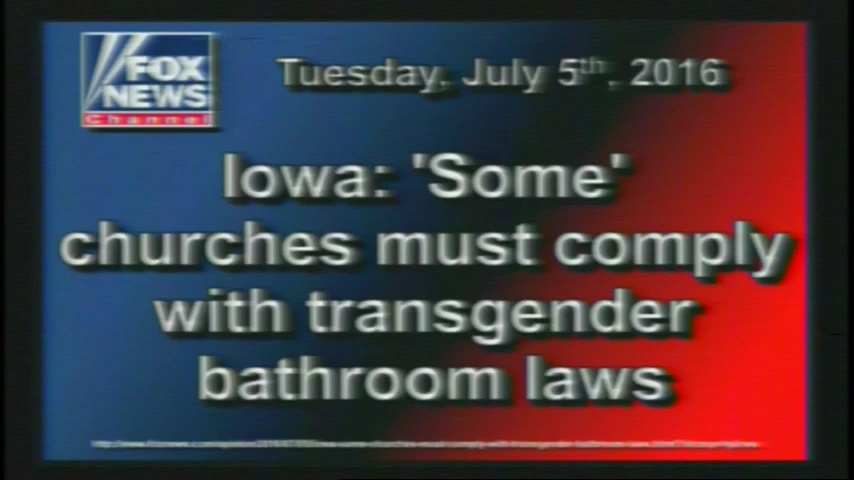 FOX
NEWS
Channel
Tuesday, July 5th, 2016
Iowa: 'Some'
churches must comply
with transgender
bathroom laws